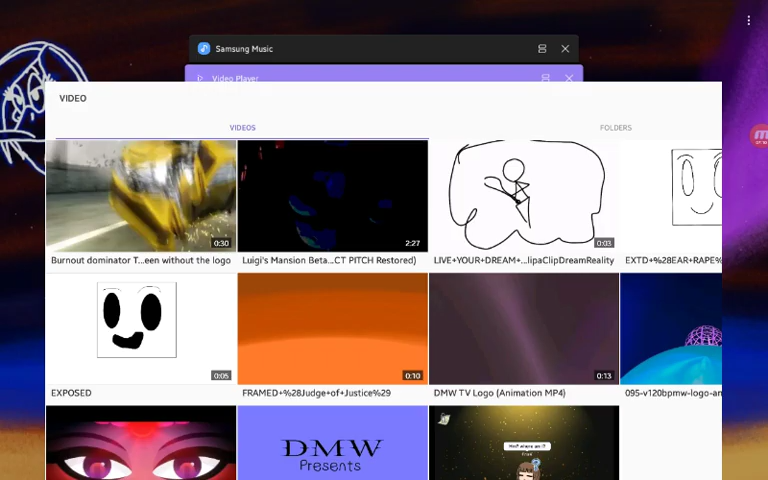 Samsung Music
Video Player
VIDEO
VIDEOS
FOLDERS
0:30
2:27
0:03
Burnout dominator T...een without the logo
Luigi's Mansion Beta...CT PITCH Restored)
LIVE+YOUR+DREAM+...lipaClipDreamReality
EXTD+%28EAR+RAPE%
0:05
0:10
0:13
EXPOSED
FRAMED+%28Judge+of+Justice%29
DMW TV Logo (Animation MP4)
095-v120bpmw-logo-an
DMW
Presents